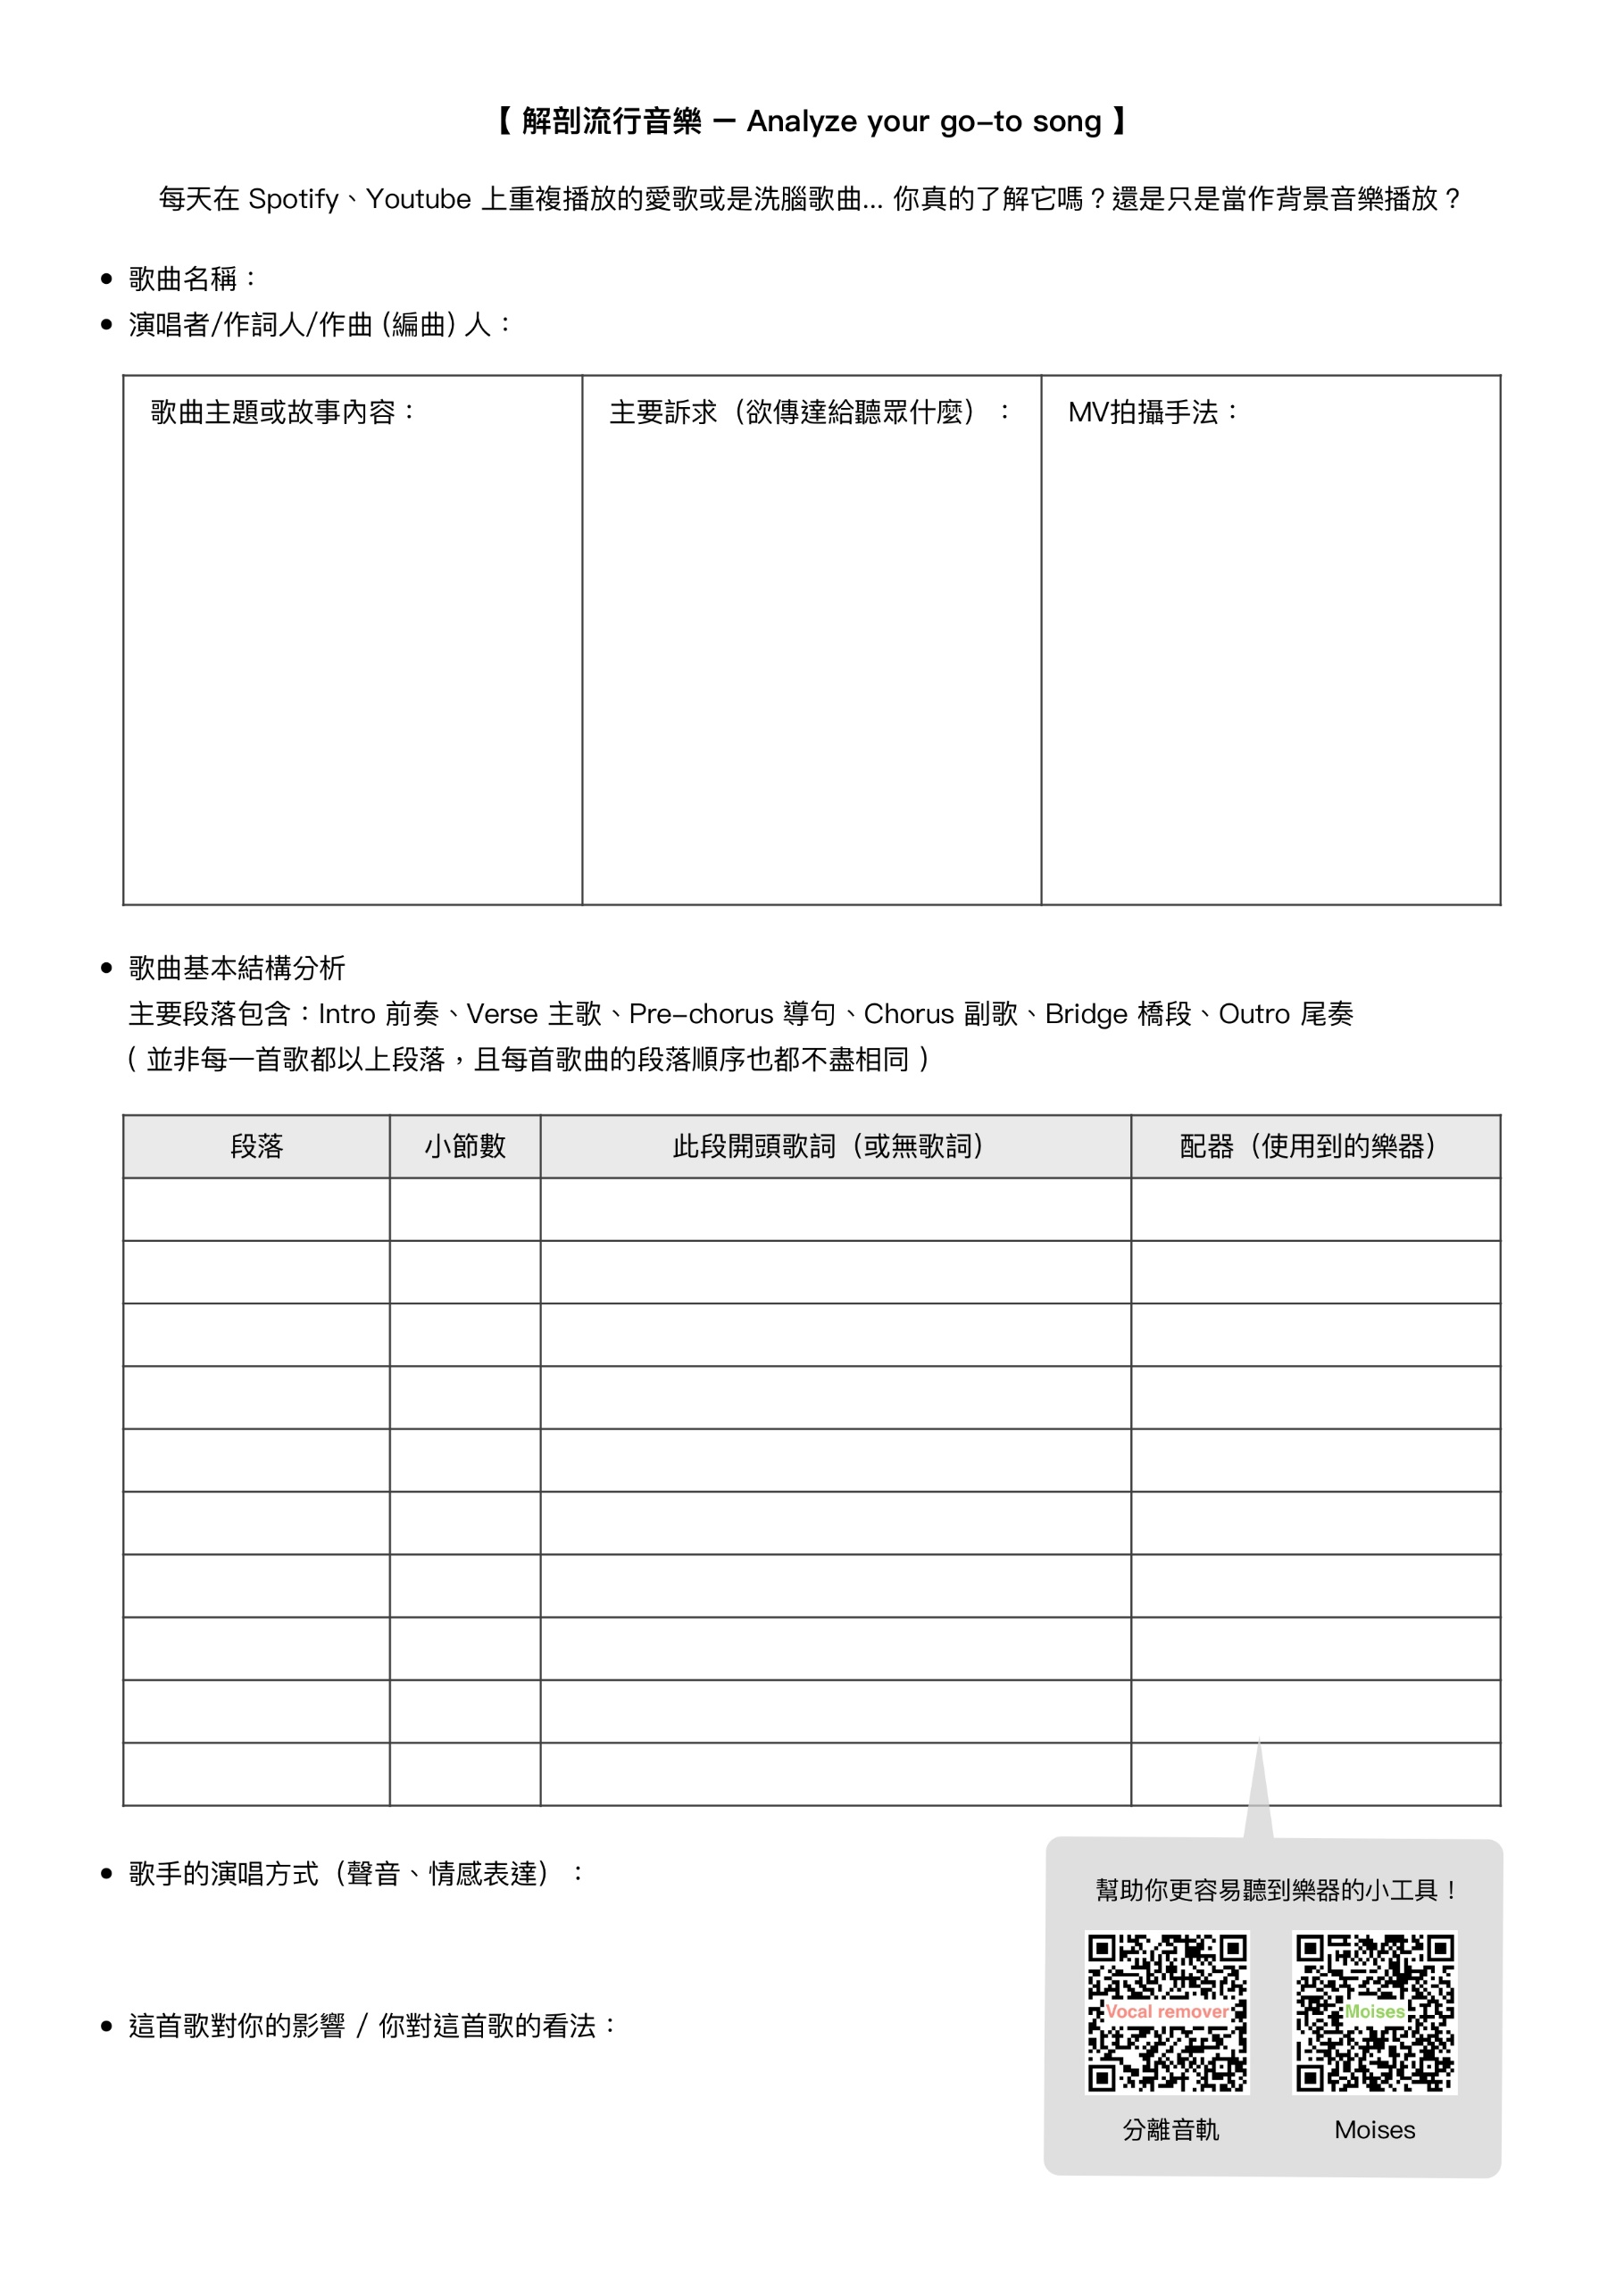 【 解剖流行音樂 — Analyze your go-to song 】
每天在 Spotify、Youtube 上重複播放的愛歌或是洗腦歌曲... 你真的了解它嗎？還是只是當作背景音樂播放？
• 歌曲名稱：
• 演唱者/作詞人/作曲 (編曲) 人：
歌曲主題或故事內容：
主要訴求（欲傳達給聽眾什麼）：
MV拍攝手法：
• 歌曲基本結構分析
主要段落包含：Intro 前奏、Verse 主歌、Pre-chorus 導句、Chorus 副歌、Bridge 橋段、Outro 尾奏
( 並非每一首歌都以上段落，且每首歌曲的段落順序也都不盡相同 )
段落 小節數 此段開頭歌詞（或無歌詞） 配器（使用到的樂器）
• 歌手的演唱方式（聲音、情感表達）：
• 這首歌對你的影響 / 你對這首歌的看法：
幫助你更容易聽到樂器的小工具！
Vocal remover
Moises
分離音軌
Moises